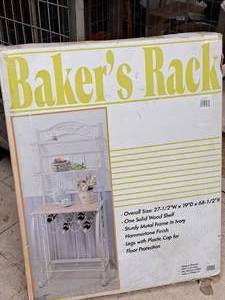 Baker's Rack
· Overall Size: 27-1/2"W x 19"D x 68-1/2"H
· One Solid Wood Shelf
· Sturdy Metal Frame in Ivory
Hammertone Finish
· Legs with Plastic Cap for
Floor Protection